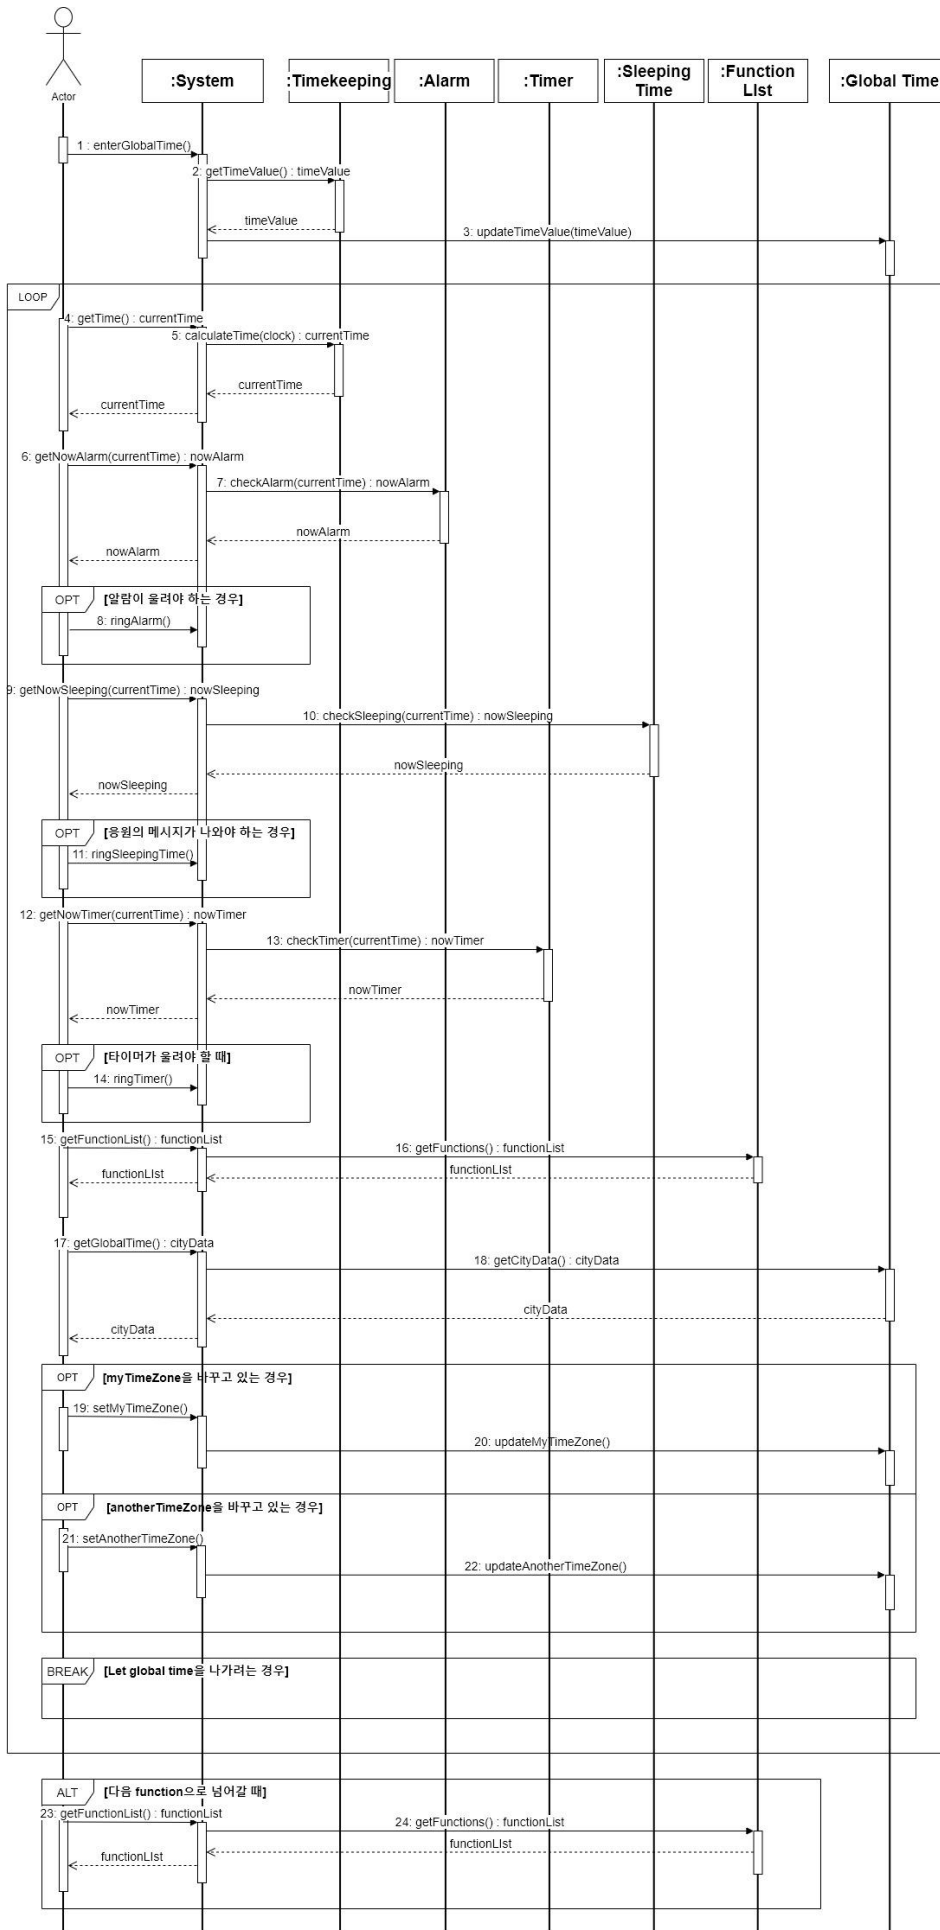 Actor
:System
:Timekeeping
:Alarm
:Timer
:Sleeping
Time
:Function
LIst
:Global Time
1 : enterGlobalTime()
2: getTimeValue() : timeValue
timeValue
3: updateTimeValue(timeValue)
LOOP
4: getTime() : currentTime
5: calculateTime(clock) : currentTime
currentTime
currentTime
6: getNowAlarm(currentTime) : nowAlarm
7: checkAlarm(currentTime) : nowAlarm
nowAlarm
nowAlarm
OPT
[알람이 울려야 하는 경우]
8: ringAlarm()
9: getNowSleeping(currentTime) : nowSleeping
10: checkSleeping(currentTime) : nowSleeping
nowSleeping
nowSleeping
OPT
[응원의 메시지가 나와야 하는 경우]
11: ringSleepingTime()
12: getNowTimer(currentTime) : nowTimer
13: checkTimer(currentTime) : nowTimer
nowTimer
nowTimer
OPT
[타이머가 울려야 할 때]
14: ringTimer()
15: getFunctionList() : functionList
16: getFunctions() : functionList
functionLIst
functionLIst
17: getGlobalTime() : cityData
18: getCityData() : cityData
cityData
cityData
OPT
[myTimeZone을 바꾸고 있는 경우]
19: setMyTimeZone()
20: updateMyTimeZone()
OPT
[anotherTimeZone을 바꾸고 있는 경우]
21: setAnotherTimeZone()
22: updateAnotherTimeZone()
BREAK
[Let global time을 나가려는 경우]
ALT
[다음 function으로 넘어갈 때]
23: getFunctionList() : functionList
24: getFunctions() : functionList
functionLIst
functionLIst